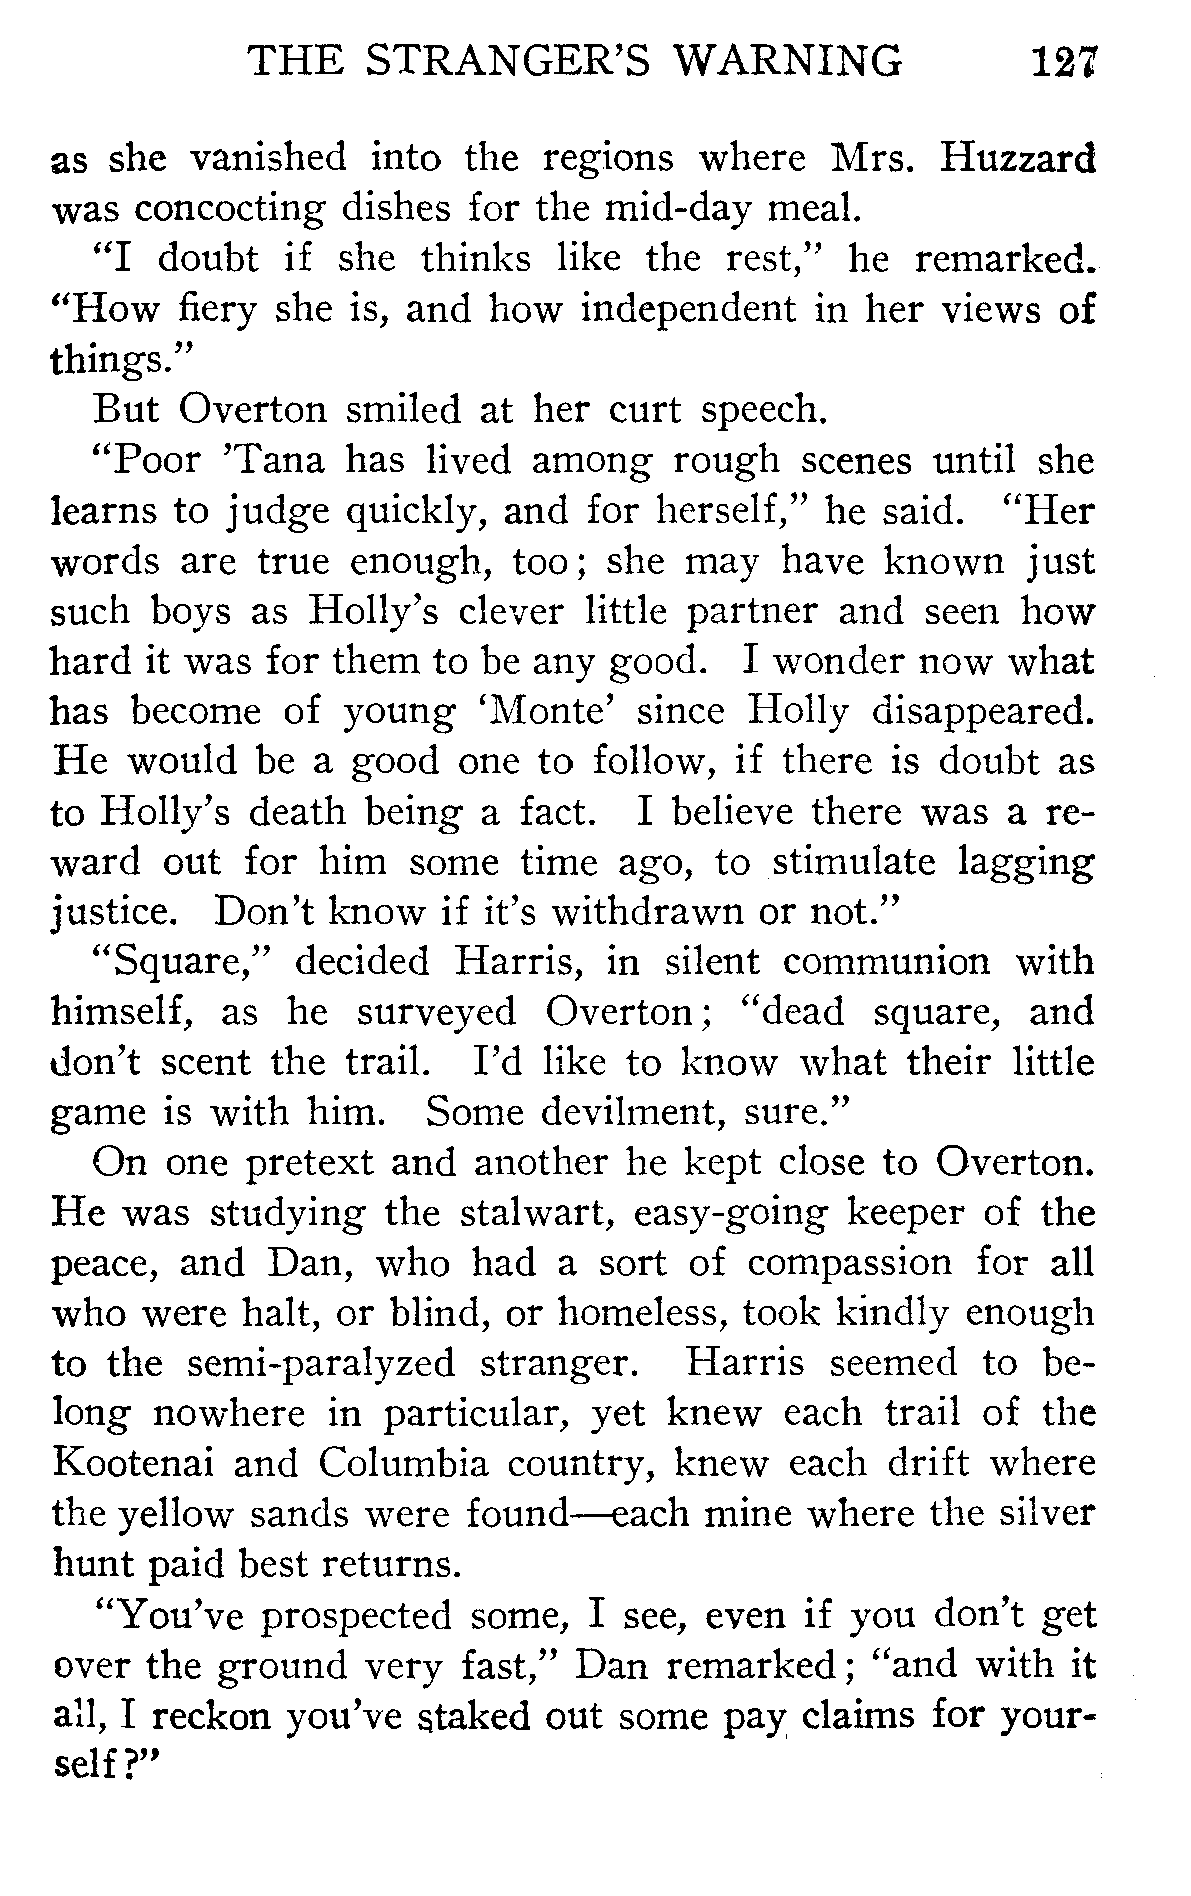 THE STRANGER'S WARNING 127
as she vanished into the regions where Mrs. Huzzard
was concocting dishes for the mid-day meal.
“I doubt if she thinks like the rest,” he remarked.
“How fiery she is, and how independent in her views of
things.”
But Overton smiled at her curt speech.
“Poor ’Tana has lived among rough scenes until she
learns to judge quickly, and for herself,” he said. “Her
words are true enough, too; she may have known just
such boys as Holly’s clever little partner and seen how
hard it was for them to be any good. I wonder now what
has become of young ‘Monte’ since Holly disappeared.
He would be a good one to follow, if there is doubt as
to Holly’s death being a fact. I believe there was a re-
ward out for him some time ago, to stimulate lagging
justice. Don’t know if it’s withdrawn or not.”
“Square,” decided Harris, in silent communion with
himself, as he surveyed Overton; “dead square, and
don’t scent the trail. I’d like to know what their little
game is with him. Some devilment, sure.”
On one pretext and another he kept close to Overton.
He was studying the stalwart, easy-going keeper of the
peace, and Dan, who had a sort of compassion for all
who were halt, or blind, or homeless, took kindly enough
to the semi-paralyzed stranger. Harris seemed to be-
long nowhere in particular, yet knew each trail of the
Kootenai and Columbia country, knew each drift where
the yellow sands were found—each mine where the silver
hunt paid best returns.
“You’ve prospected some, I see, even if you don’t get
over the ground very fast,” Dan remarked; “and with it
all, I reckon you’ve staked out some pay claims for your-
self?”